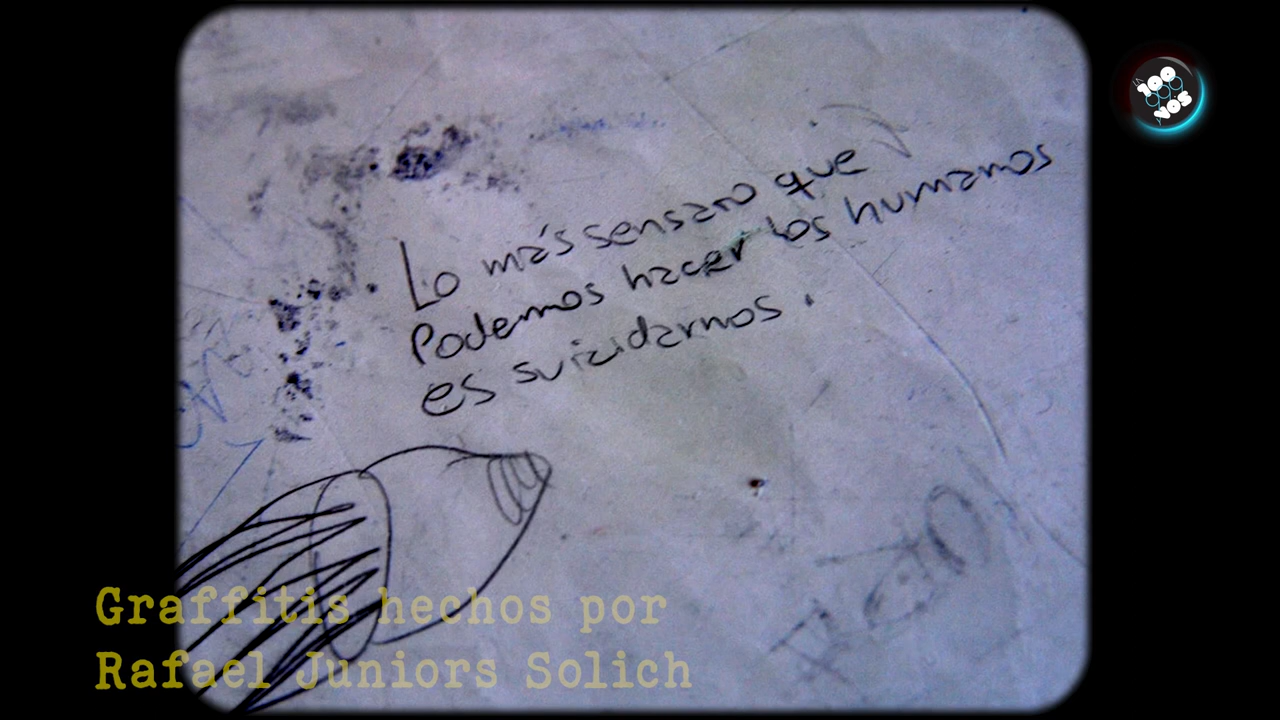 Lo más sensato que
Podemos hacer los humanos
es suicidarnos.
Graffitis hechos por
Rafael Juniors Solich